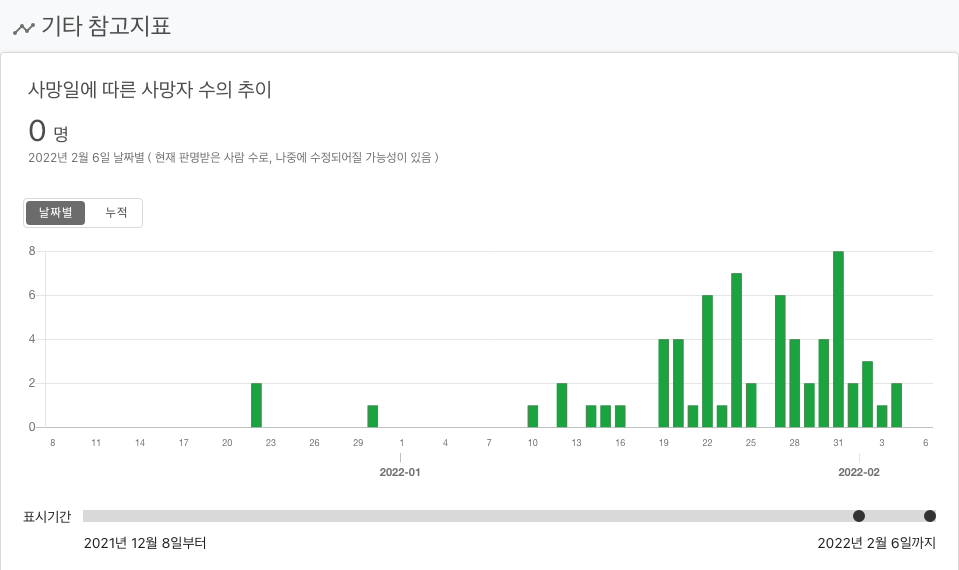 기타 참고지표
사망일에 따른 사망자 수의 추이
0 명
2022년 2월 6일 날짜별 ( 현재 판명받은 사람 수로, 나중에 수정되어질 가능성이 있음 )
날짜별 누적
8
6
4
2
0
8 11 14 17 20 23 26 29 1 4 7 10 13 16 19 22 25 28 31 3 6
2022-01 2022-02
표시기간
2021년 12월 8일부터 2022년 2월 6일까지